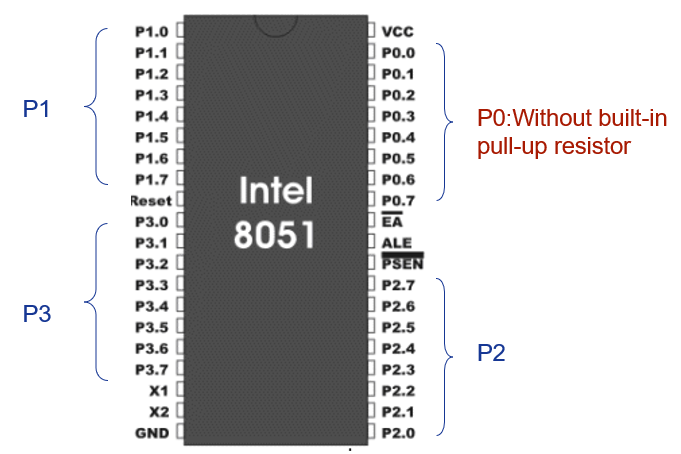 P1.0
P1.1
P1.2
P1.3
P1.4
P1.5
P1.6
P1.7
Reset
P3.0
P3.1
P3.2
P3.3
P3.4
P3.5
P3.6
P3.7
X1
X2
GND
P1
P3
Intel
8051
VCC
P0.0
P0.1
P0.2
P0.3
P0.4
P0.5
P0.6
P0.7
EA
ALE
PSEN
P2.7
P2.6
P2.5
P2.4
P2.3
P2.2
P2.1
P2.0
P0:Without built-in
pull-up resistor
P2